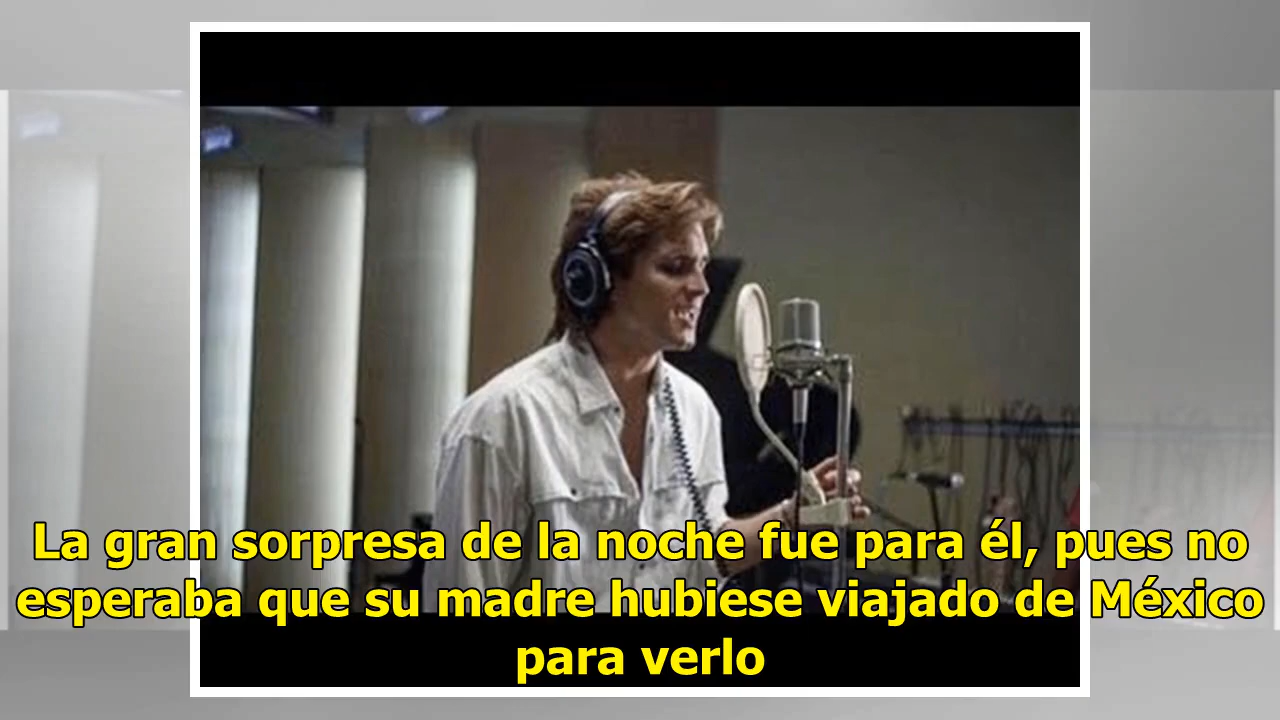 La gran sorpresa de la noche fue para él, pues no
esperaba que su madre hubiese viajado de México
para verlo